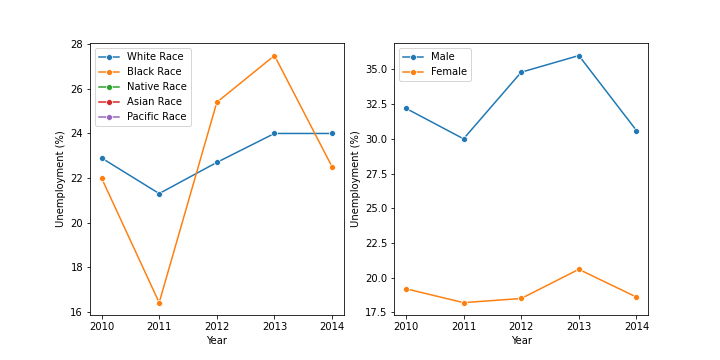 White Race
Black Race
Native Race
Asian Race
Pacific Race
28
26
24
22
20
18
16
Unemployment (%)
2010 2011 2012 2013 2014
Year
Male
Female
35.0
32.5
30.0
27.5
25.0
22.5
20.0
17.5
Unemployment (%)
2010 2011 2012 2013 2014
Year